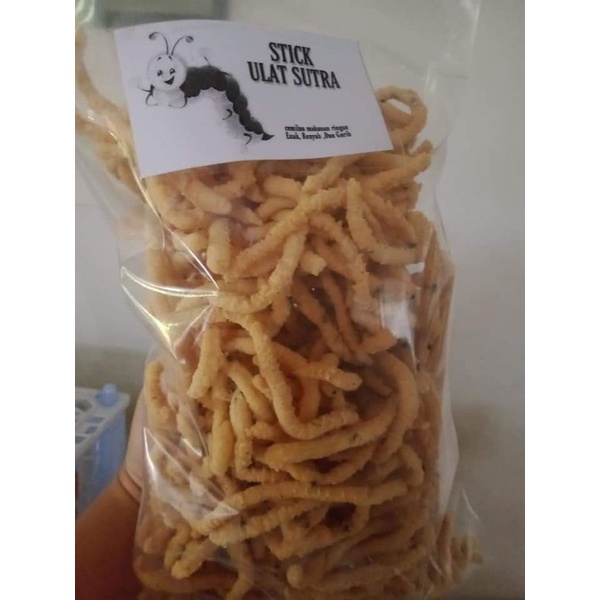 STICK
ULAT SUTRA
cemilan makanan ringan
Enak, Renyah ,Dan Gurih